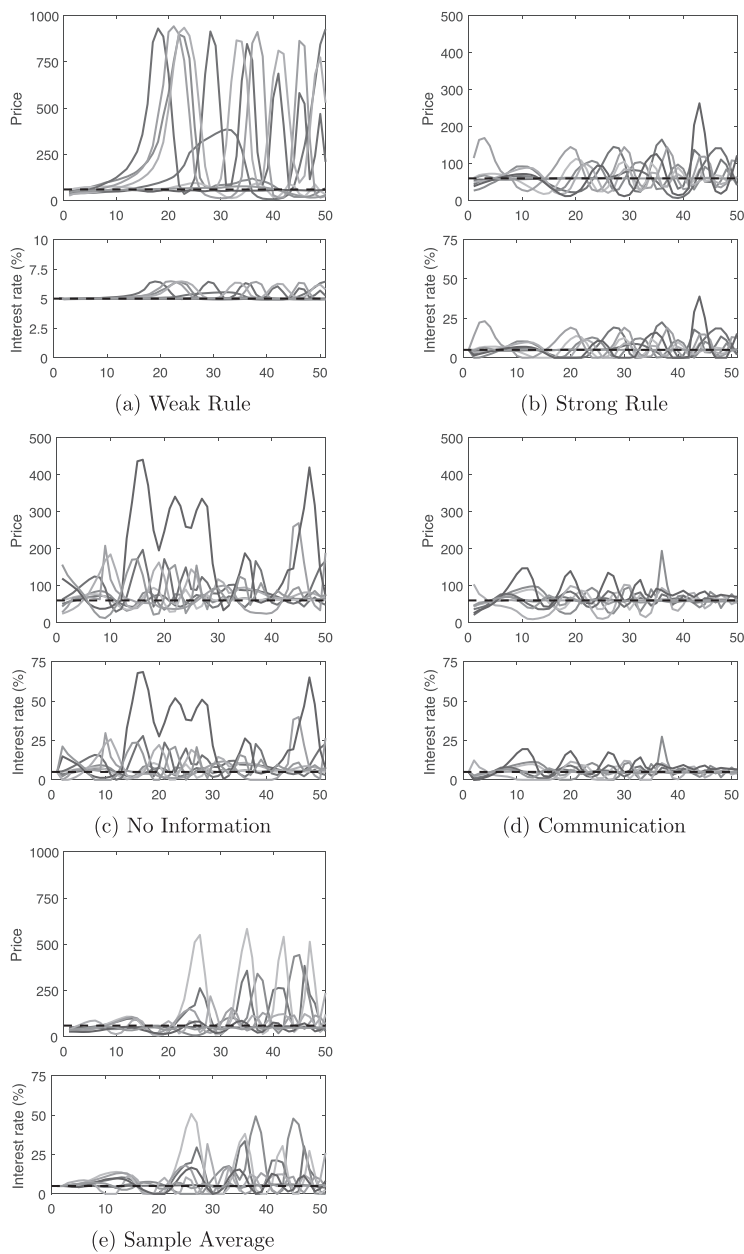 1000
750
500
250
0
Price
0 10 20 30 40 50
10
7.5
5
2.5
0
Interest rate (%)
0 10 20 30 40 50
(a) Weak Rule
500
400
300
200
100
0
Price
0 10 20 30 40 50
75
50
25
0
Interest rate (%)
0 10 20 30 40 50
(b) Strong Rule
500
400
300
200
100
0
Price
0 10 20 30 40 50
75
50
25
0
Interest rate (%)
0 10 20 30 40 50
(c) No Information
500
400
300
200
100
0
Price
0 10 20 30 40 50
75
50
25
0
Interest rate (%)
0 10 20 30 40 50
(d) Communication
1000
750
500
250
0
Price
0 10 20 30 40 50
75
50
25
0
Interest rate (%)
0 10 20 30 40 50
(e) Sample Average